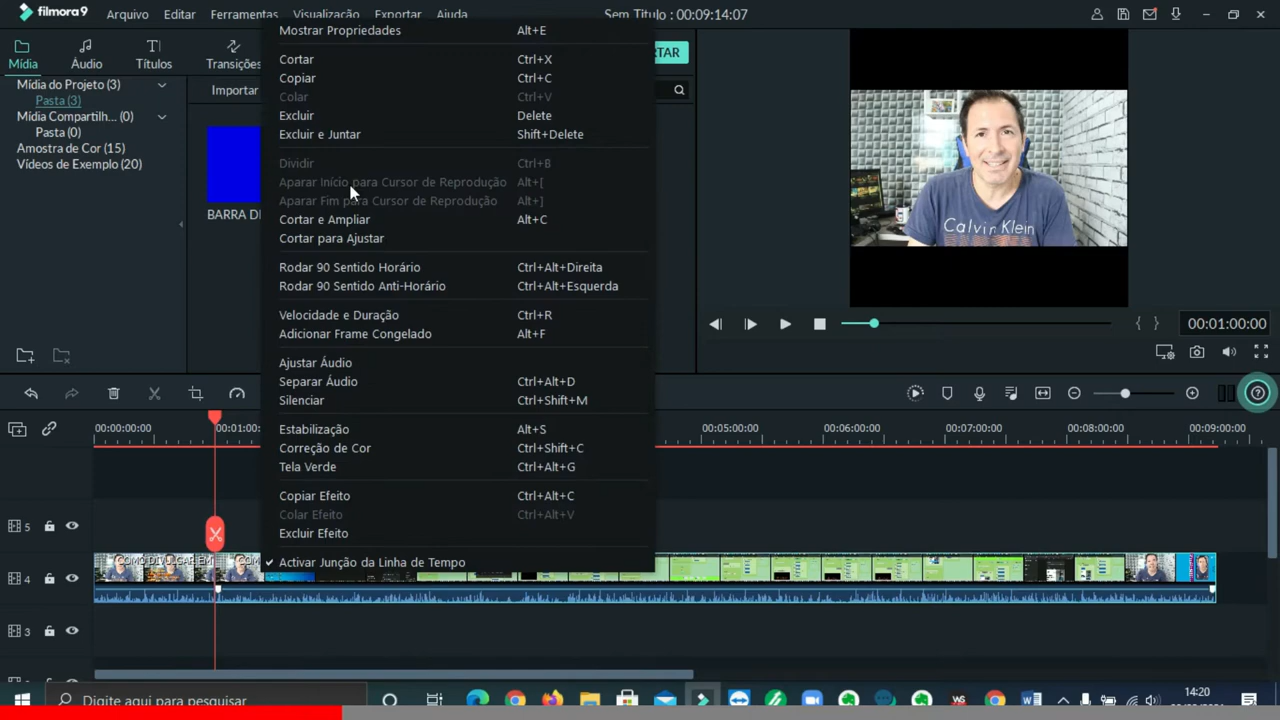 filmora9 Arquivo Editar Ferramentas Visualização Exportar Ajuda Sem Título : 00:09:14:07
Mídia Áudio Títulos Transições
Mídia do Projeto (3)
Pasta (3)
Mídia Compartilh... (0)
Pasta (0)
Amostra de Cor (15)
Vídeos de Exemplo (20)
Importar
BARRA DE
RTAR
Mostrar Propriedades Alt+E
Cortar Ctrl+X
Copiar Ctrl+C
Colar Ctrl+V
Excluir Delete
Excluir e Juntar Shift+Delete
Dividir Ctrl+B
Aparar Início para Cursor de Reprodução Alt+[
Aparar Fim para Cursor de Reprodução Alt+]
Cortar e Ampliar Alt+C
Cortar para Ajustar
Rodar 90 Sentido Horário Ctrl+Alt+Direita
Rodar 90 Sentido Anti-Horário Ctrl+Alt+Esquerda
Velocidade e Duração Ctrl+R
Adicionar Frame Congelado Alt+F
Ajustar Áudio
Separar Áudio Ctrl+Alt+D
Silenciar Ctrl+Shift+M
Estabilização Alt+S
Correção de Cor Ctrl+Shift+C
Tela Verde Ctrl+Alt+G
Copiar Efeito Ctrl+Alt+C
Colar Efeito Ctrl+Alt+V
Excluir Efeito
Activar Junção da Linha de Tempo
Calvin Klein
00:01:00:00
00:00:00:00 00:01:00: 00:05:00:00 00:06:00:00 00:07:00:00 00:08:00:00 00:09:00:00
5
4
COMO DIVULGAR EM
3
Digite aqui para pesquisar
WS
14:20